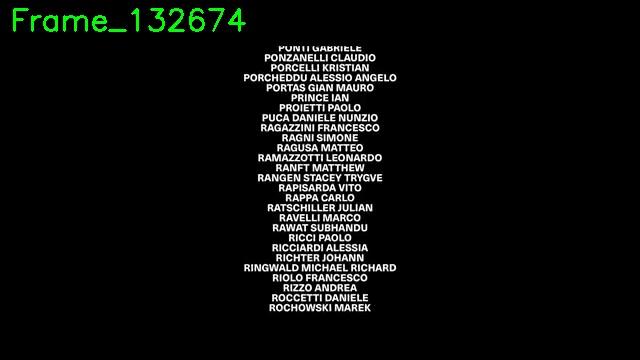 Frame_132674
PONTI GABRIELE
PONZANELLI CLAUDIO
PORCELLI KRISTIAN
PORCHEDDU ALESSIO ANGELO
PORTAS GIAN MAURO
PRINCE IAN
PROIETTI PAOLO
PUCA DANIELE NUNZIO
RAGAZZINI FRANCESCO
RAGNI SIMONE
RAGUSA MATTEO
RAMAZZOTTI LEONARDO
RANFT MATTHEW
RANGEN STACEY TRYGVE
RAPISARDA VITO
RAPPA CARLO
RATSCHILLER JULIAN
RAVELLI MARCO
RAWAT SUBHANDU
RICCI PAOLO
RICCIARDI ALESSIA
RICHTER JOHANN
RINGWALD MICHAEL RICHARD
RIOLO FRANCESCO
RIZZO ANDREA
ROCCETTI DANIELE
ROCHOWSKI MAREK